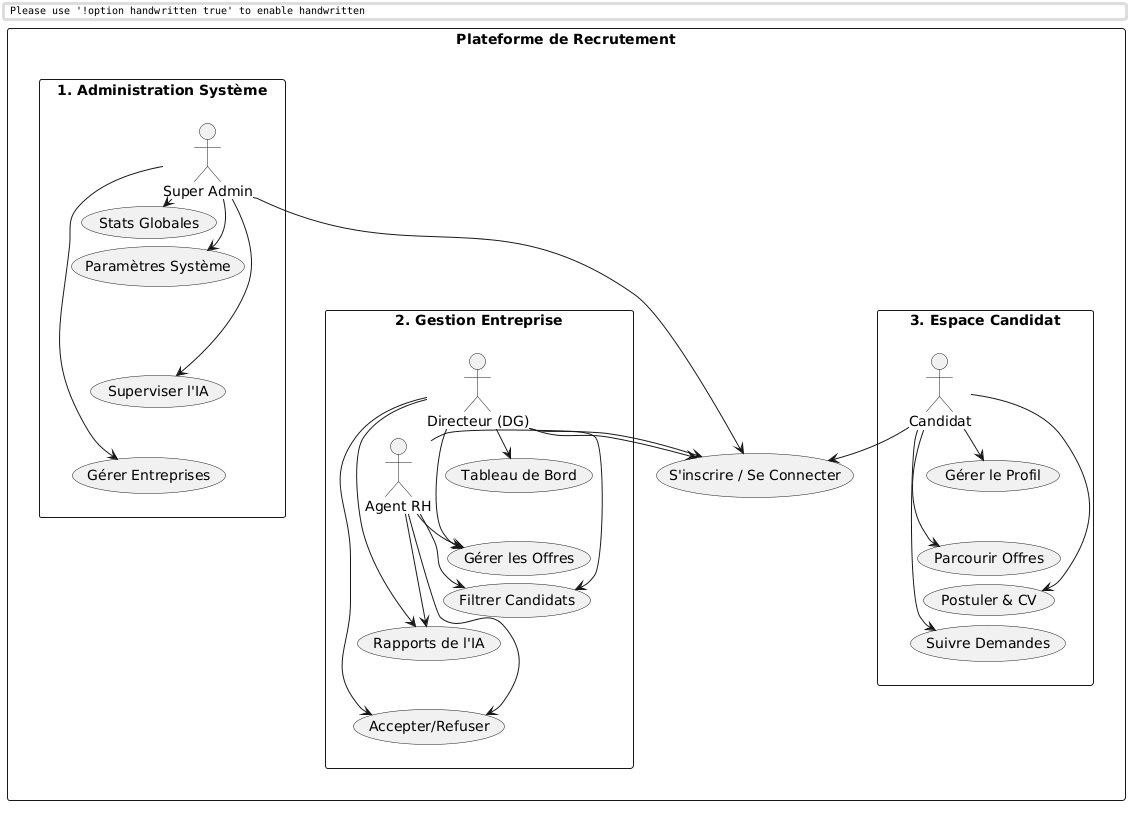 Please use '!option handwritten true' to enable handwritten
Plateforme de Recrutement
1. Administration Système
Super Admin
Stats Globales
Paramètres Système
Superviser l'IA
Gérer Entreprises
2. Gestion Entreprise
Directeur (DG)
Agent RH
Tableau de Bord
Gérer les Offres
Filtrer Candidats
Rapports de l'IA
Accepter/Refuser
S'inscrire / Se Connecter
3. Espace Candidat
Candidat
Gérer le Profil
Parcourir Offres
Postuler & CV
Suivre Demandes